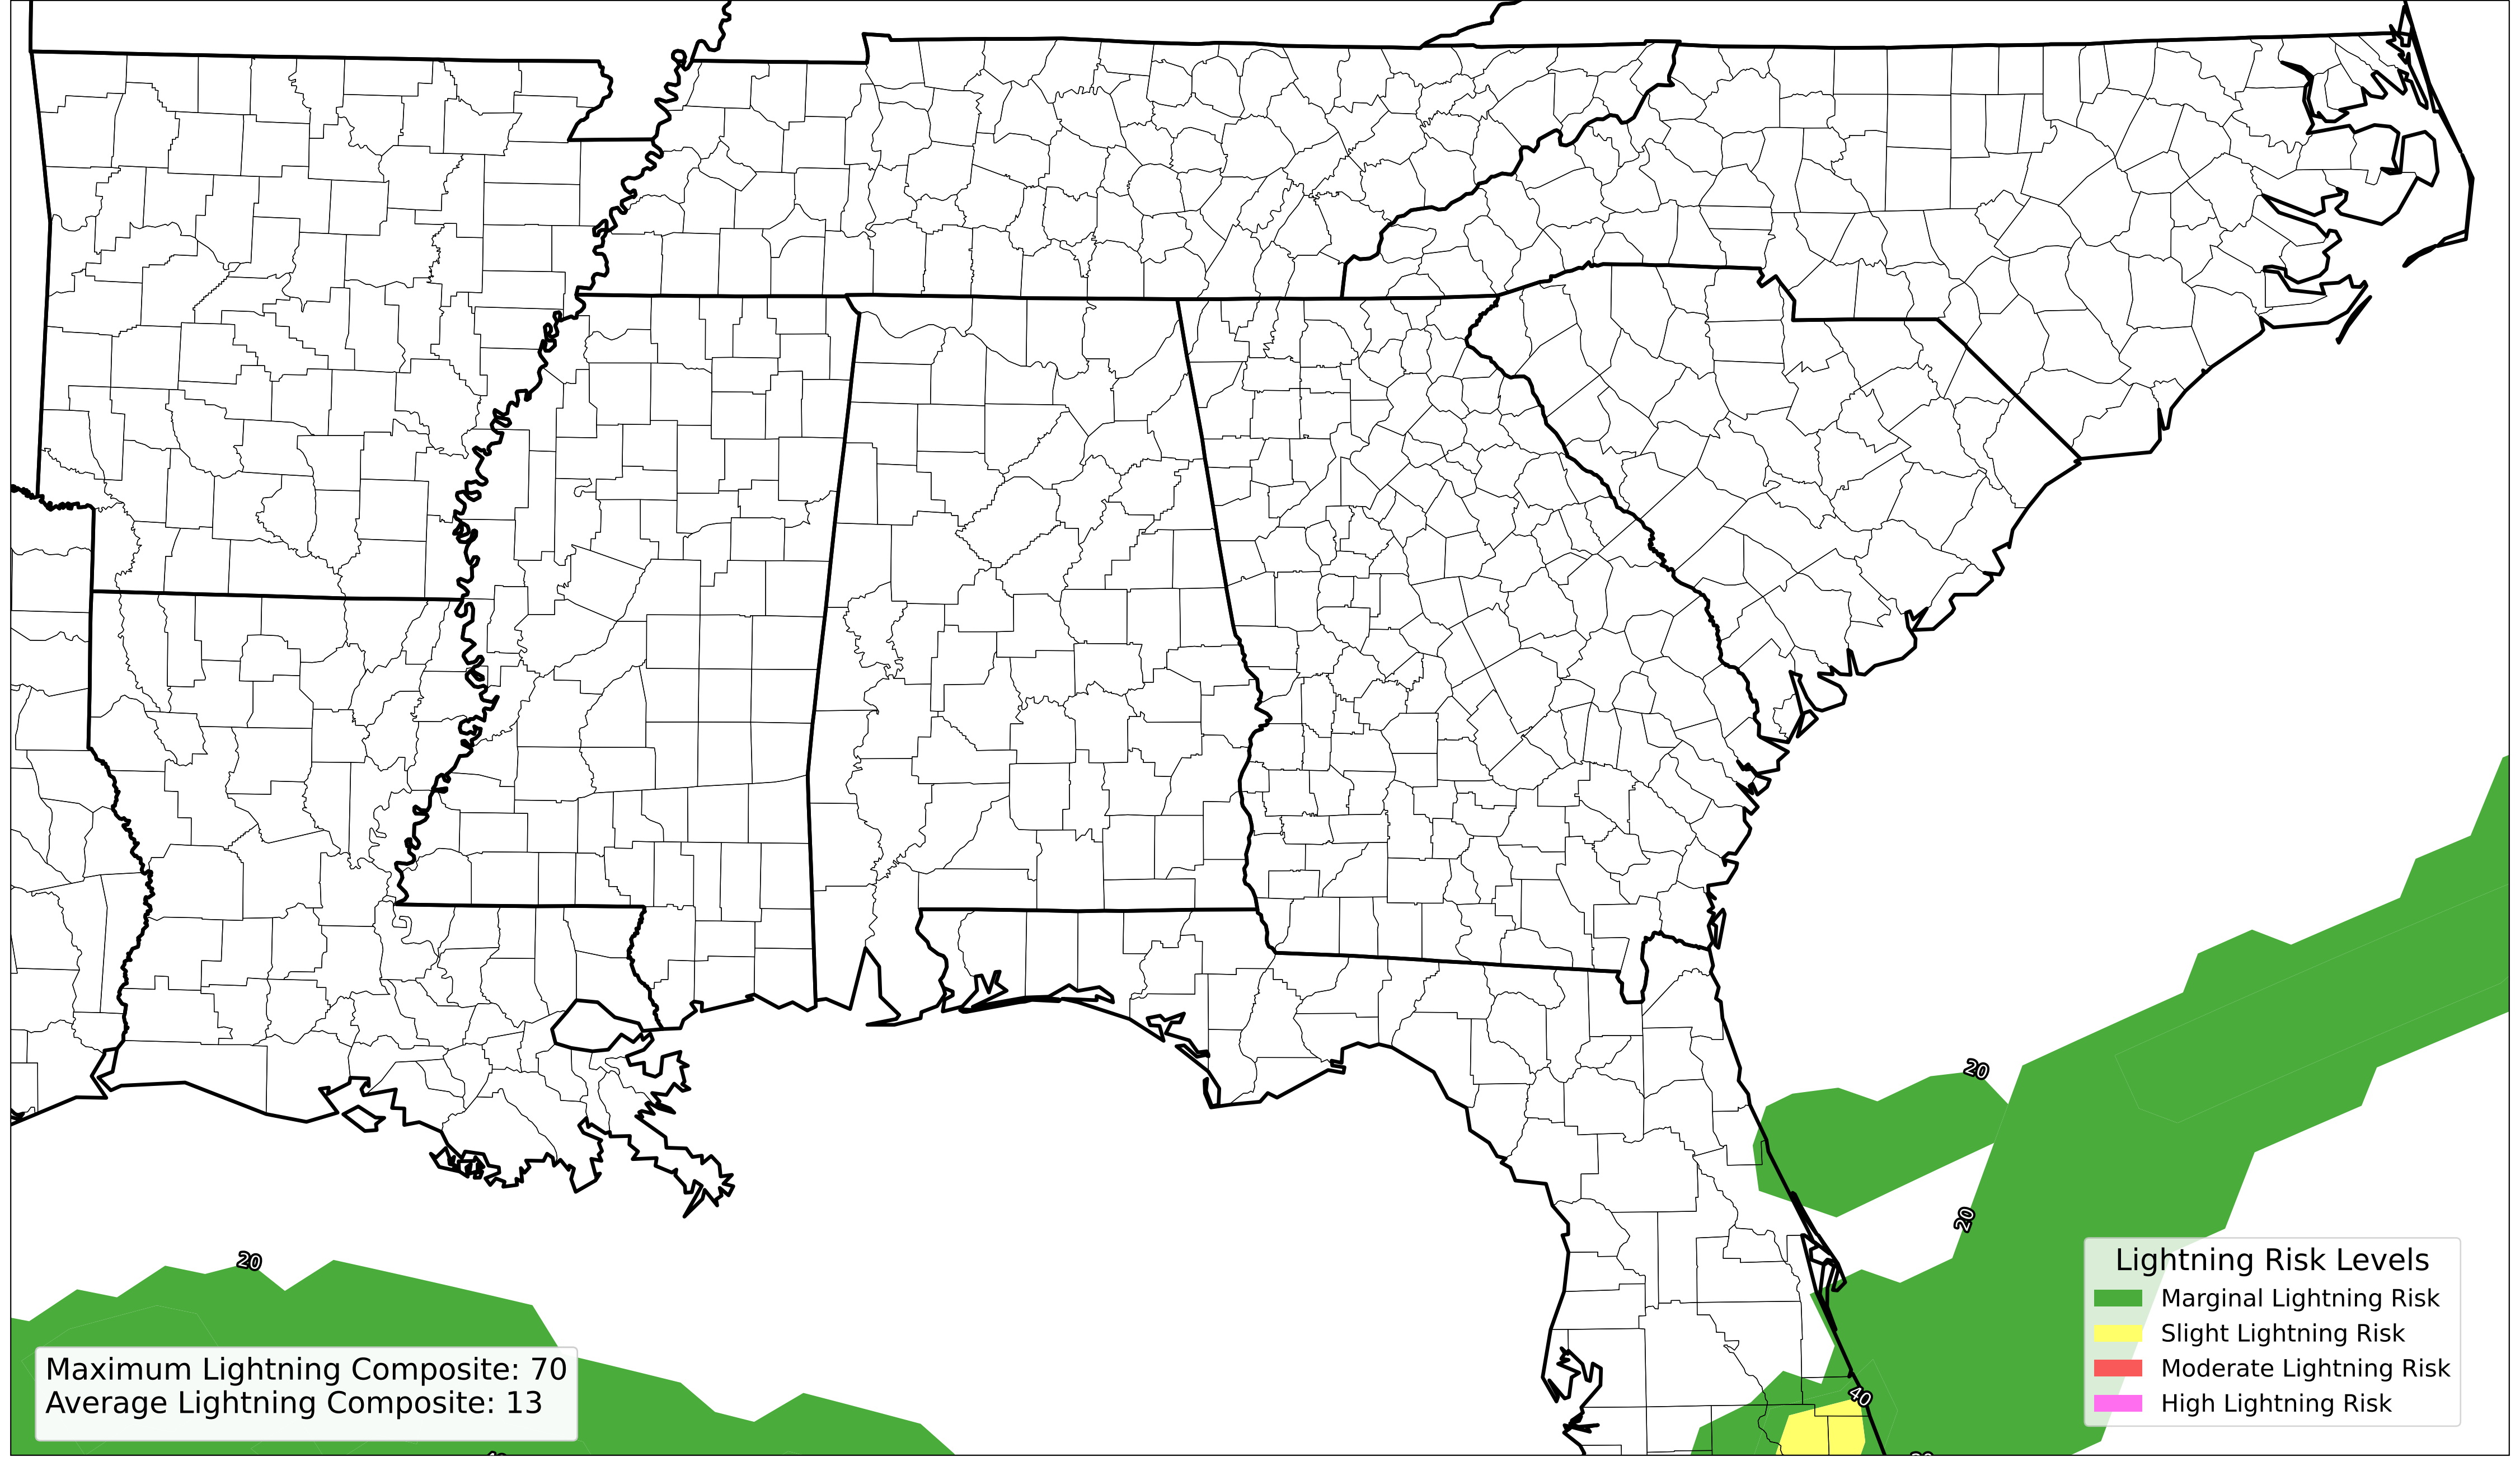 20
20
20
Lightning Risk Levels
Marginal Lightning Risk
Slight Lightning Risk
Moderate Lightning Risk
High Lightning Risk
Maximum Lightning Composite: 70
Average Lightning Composite: 13
40